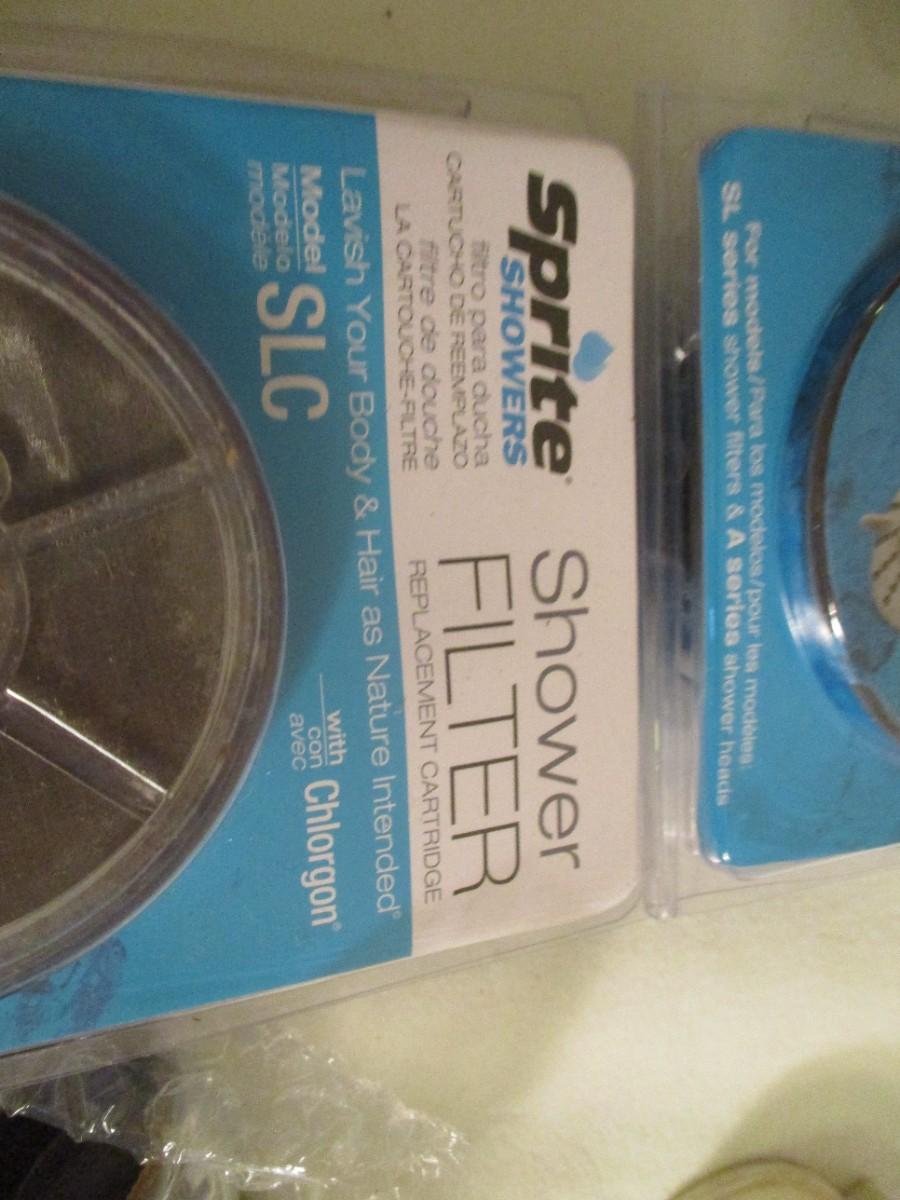 For models/Para los modelos/pour les modèles:
SL series shower filters & A series shower heads
sprite®
SHOWERS
filtro para ducha
CARTUCHO DE REEMPLAZO
filtre de douche
LA CARTOUCHE-FILTRE
Shower
FILTER
REPLACEMENT CARTRIDGE
Lavish Your Body & Hair as Nature Intended®
Model
Modelo
modèle
SLC
with
con
avec
Chlorgon®